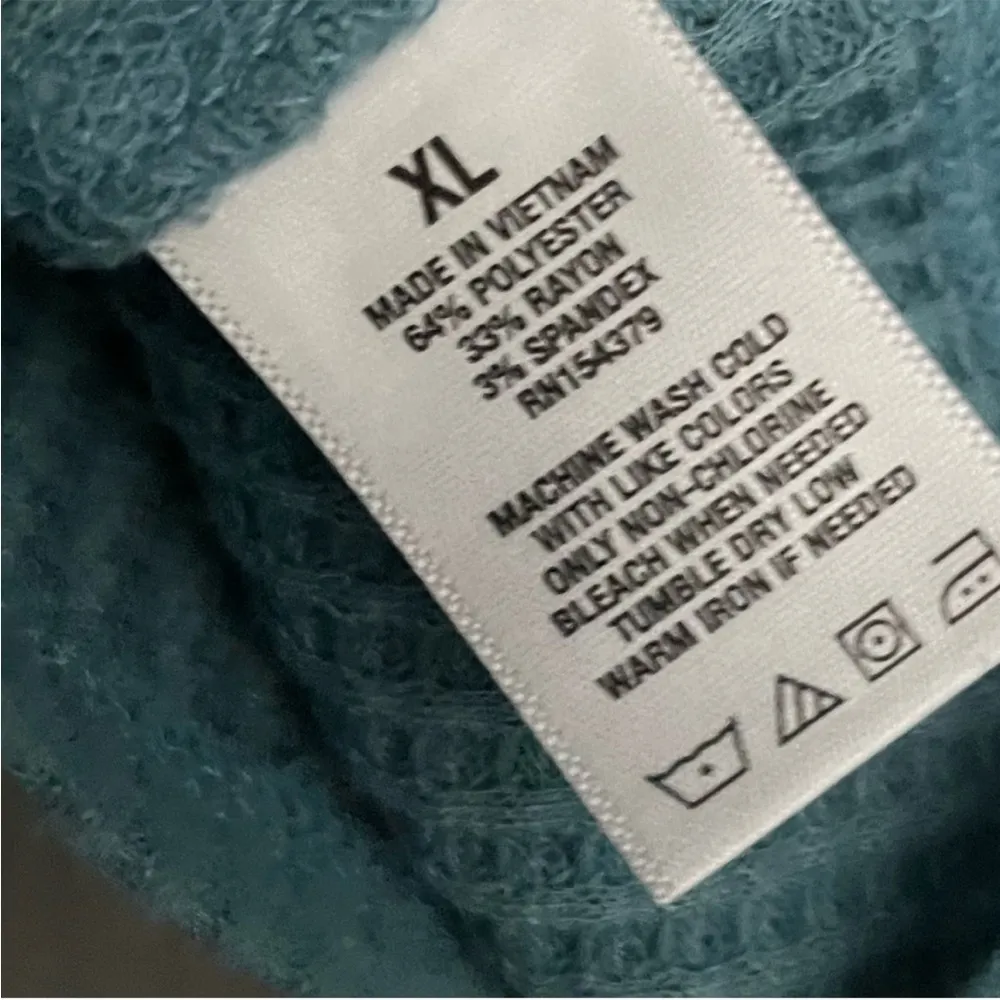 XL
MADE IN VIETNAM
64% POLYESTER
33% RAYON
3% SPANDEX
RN154379
MACHINE WASH COLD
WITH LIKE COLORS
ONLY NON-CHLORINE
BLEACH WHEN NEEDED
TUMBLE DRY LOW
WARM IRON IF NEEDED